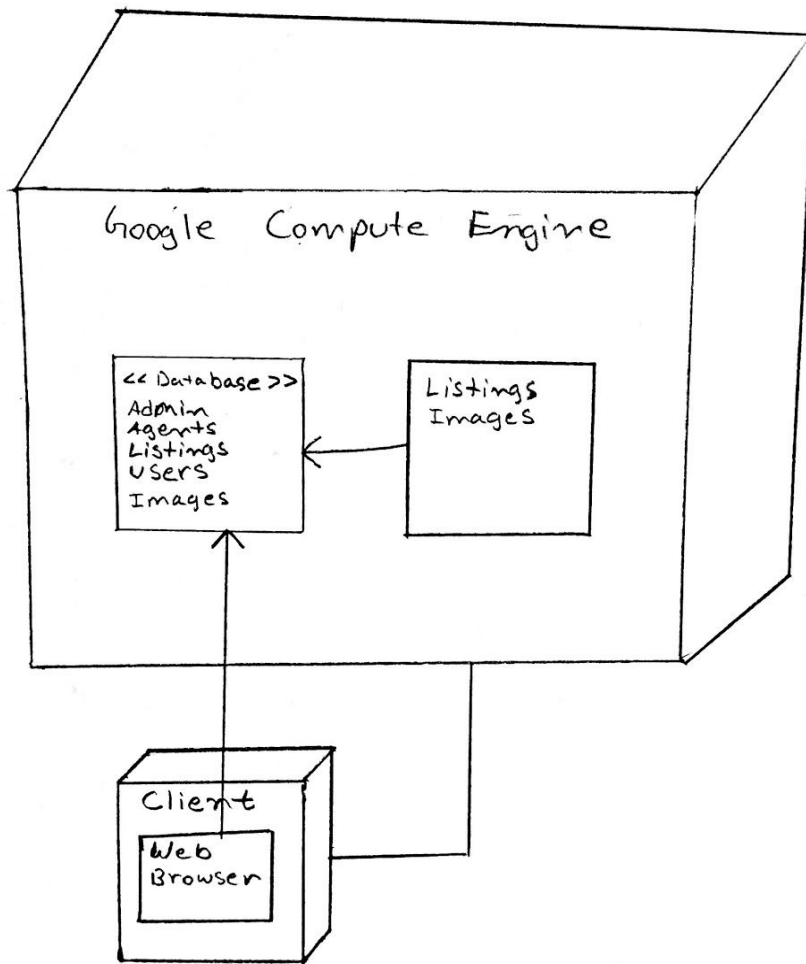 Google Compute Engine
<< Database >>
Admin
Agents
Listings
Users
Images
Listings
Images
Client
Web
Browser